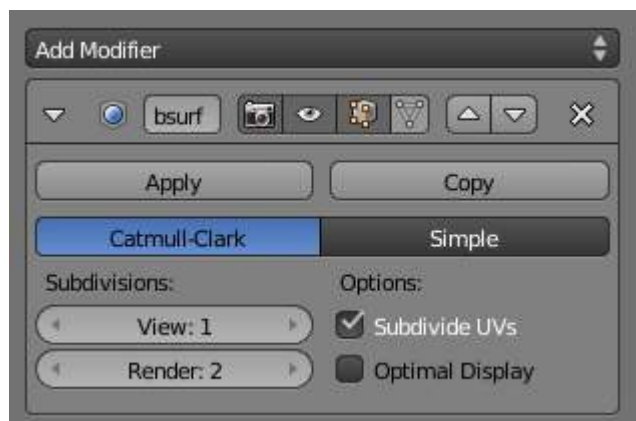 Add Modifier
bsurf
Apply Copy
Catmull-Clark Simple
Subdivisions: Options:
View: 1 Subdivide UVs
Render: 2 Optimal Display